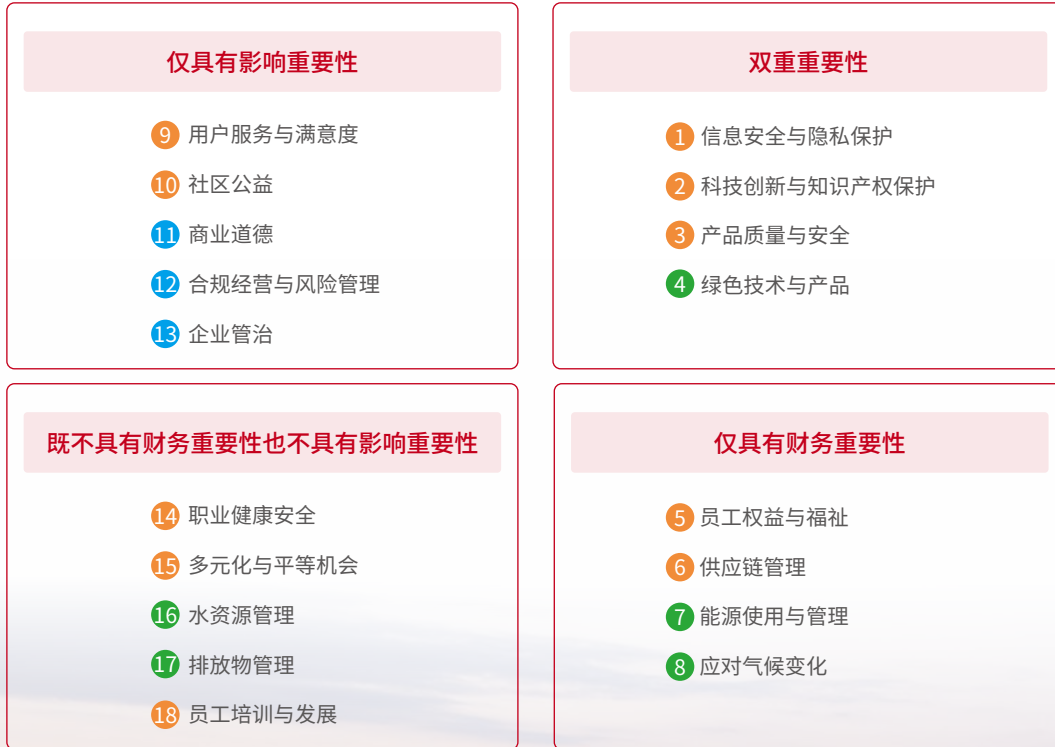 仅具有影响重要性
9 用户服务与满意度
10 社区公益
11 商业道德
12 合规经营与风险管理
13 企业管治
双重重要性
1 信息安全与隐私保护
2 科技创新与知识产权保护
3 产品质量与安全
4 绿色技术与产品
既不具有财务重要性也不具有影响重要性
14 职业健康安全
15 多元化与平等机会
16 水资源管理
17 排放物管理
18 员工培训与发展
仅具有财务重要性
5 员工权益与福祉
6 供应链管理
7 能源使用与管理
8 应对气候变化